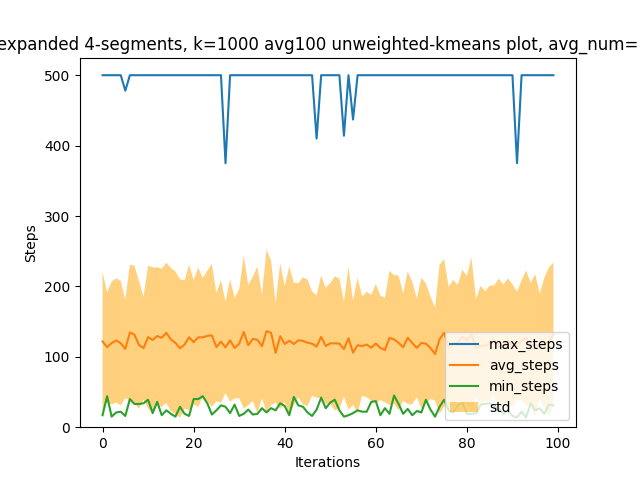 expanded 4-segments, k=1000 avg100 unweighted-kmeans plot, avg_num=
500
400
300
200
100
0
Steps
0 20 40 60 80 100
Iterations
max_steps
avg_steps
min_steps
std